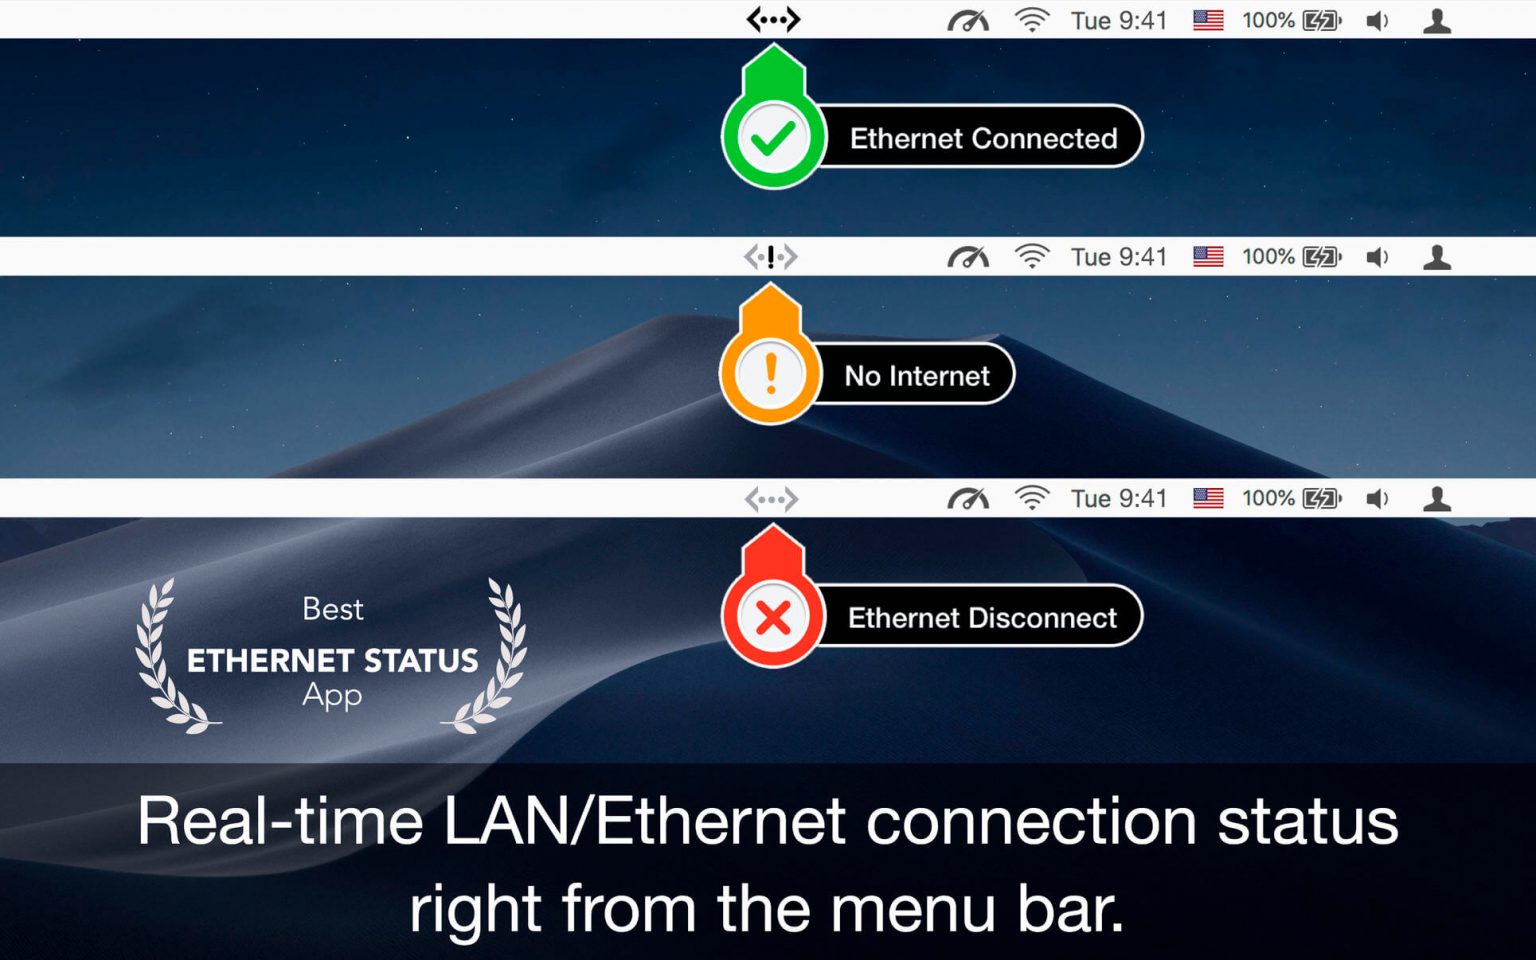 Tue 9:41 100%
Ethernet Connected
Tue 9:41 100%
No Internet
Tue 9:41 100%
Ethernet Disconnect
Best
ETHERNET STATUS
App
Real-time LAN/Ethernet connection status
right from the menu bar.